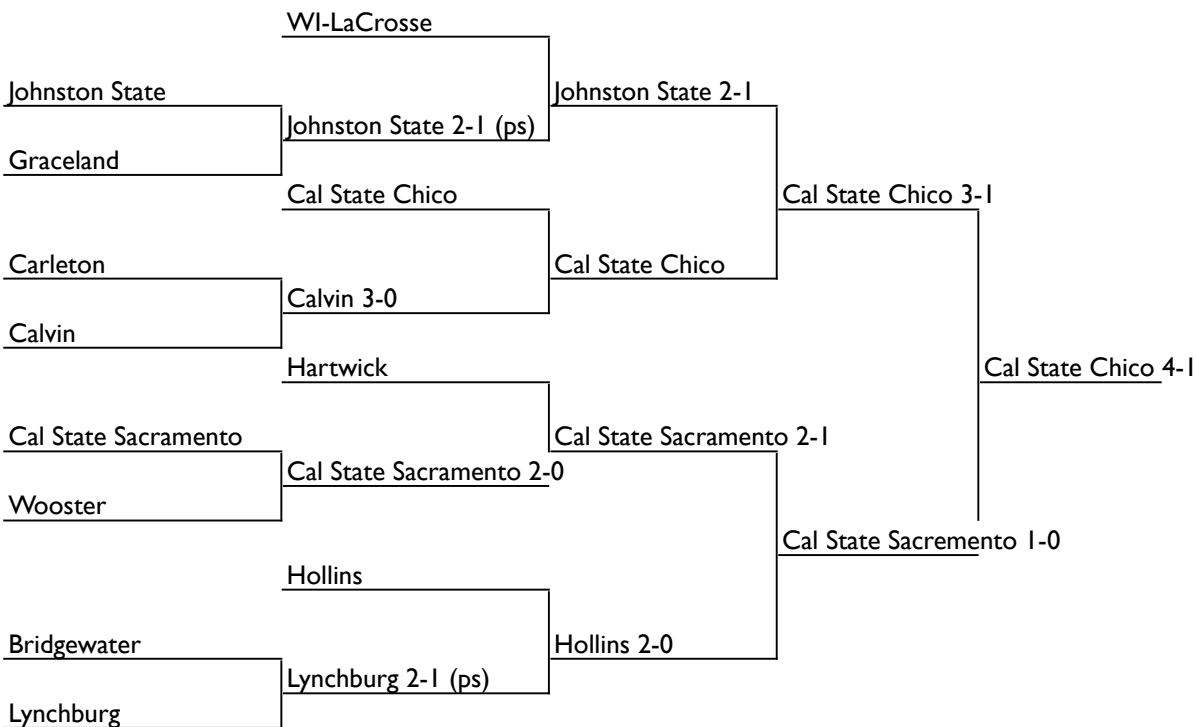 WI-LaCrosse
Johnston State
Johnston State 2-1
Johnston State 2-1 (ps)
Graceland
Cal State Chico
Cal State Chico 3-1
Carleton
Cal State Chico
Calvin 3-0
Calvin
Hartwick
Cal State Chico 4-1
Cal State Sacramento
Cal State Sacramento 2-1
Cal State Sacramento 2-0
Wooster
Cal State Sacremento 1-0
Hollins
Bridgewater
Hollins 2-0
Lynchburg 2-1 (ps)
Lynchburg